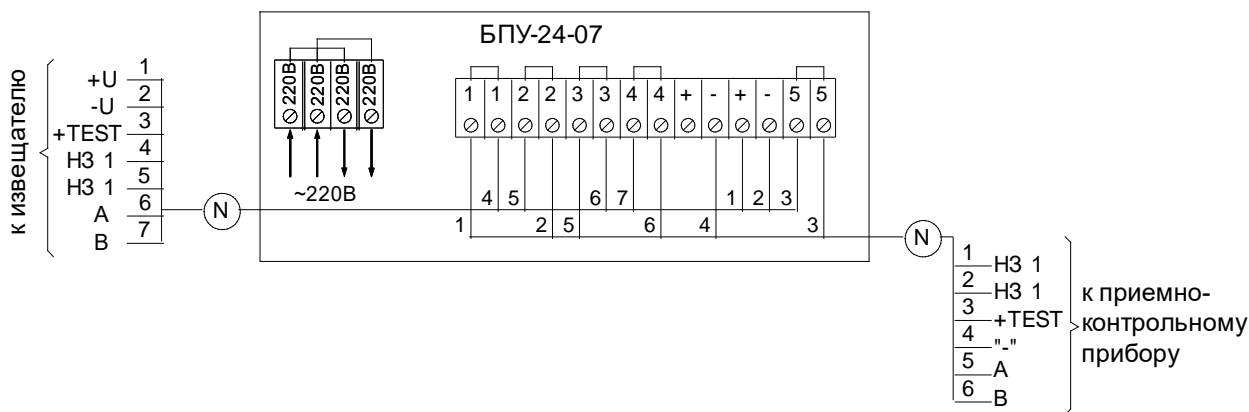 БПУ-24-07
к извещателю
1 +U
2 -U
3 +TEST
4 НЗ 1
5 НЗ 1
6 A
7 B
N
220В 220В 220В 220В
~220В
1 1 2 2 3 3 4 4 + - + - 5 5
4 5 6 7 1 2 3
1 2 5 6 4 3
N
1 НЗ 1
2 НЗ 1
3 +TEST
4 "-"
5 A
6 B
к приемно-
контрольному
прибору